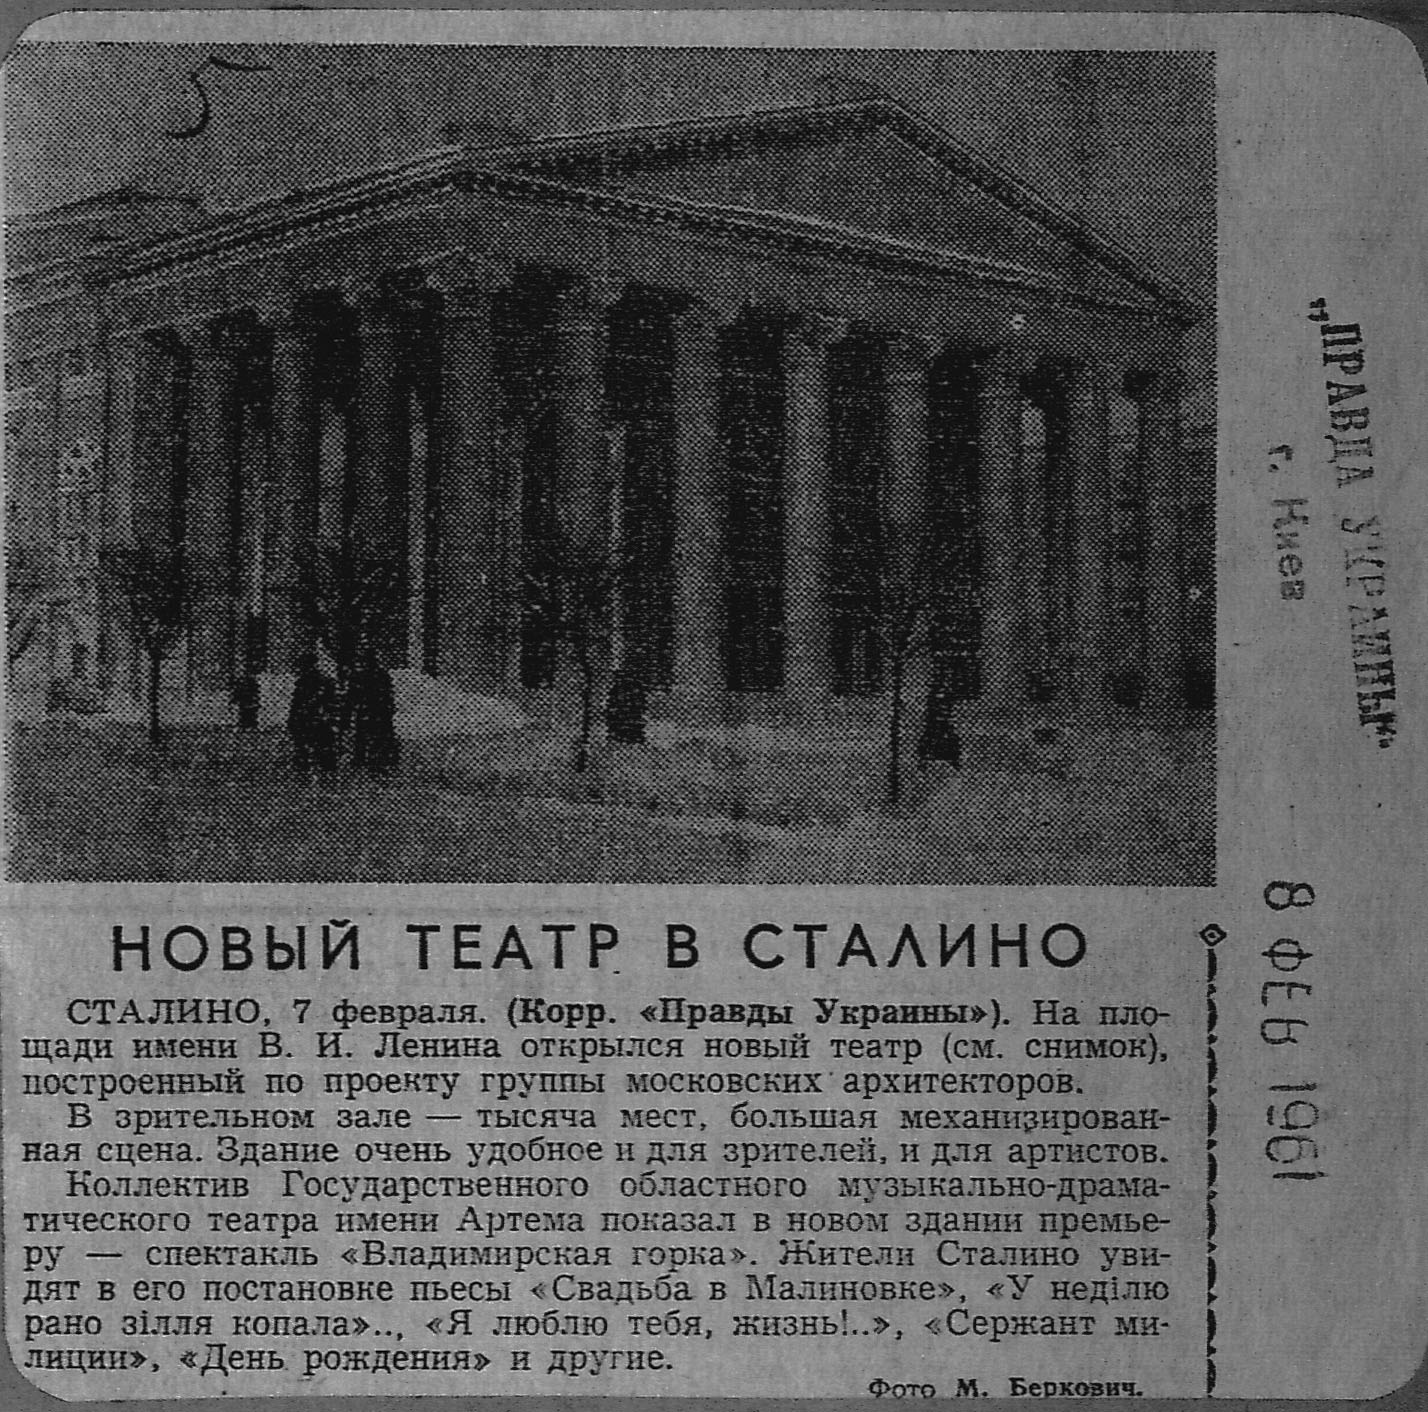 НОВЫЙ ТЕАТР В СТАЛИНО
СТАЛИНО, 7 февраля. (Корр. «Правды Украины»). На пло-
щади имени В. И. Ленина открылся новый театр (см. снимок),
построенный по проекту группы московских архитекторов.
В зрительном зале — тысяча мест, большая механизирован-
ная сцена. Здание очень удобное и для зрителей, и для артистов.
Коллектив Государственного областного музыкально-драма-
тического театра имени Артема показал в новом здании премье-
ру — спектакль «Владимирская горка». Жители Сталино уви-
дят в его постановке пьесы «Свадьба в Малиновке», «У неділю
рано зілля копала».., «Я люблю тебя, жизнь!..», «Сержант ми-
лиции», «День рождения» и другие.
Фото М. Беркович.
„ПРАВДА УКРАИНЫ"
г. Киев
8 ФЕВ 1961